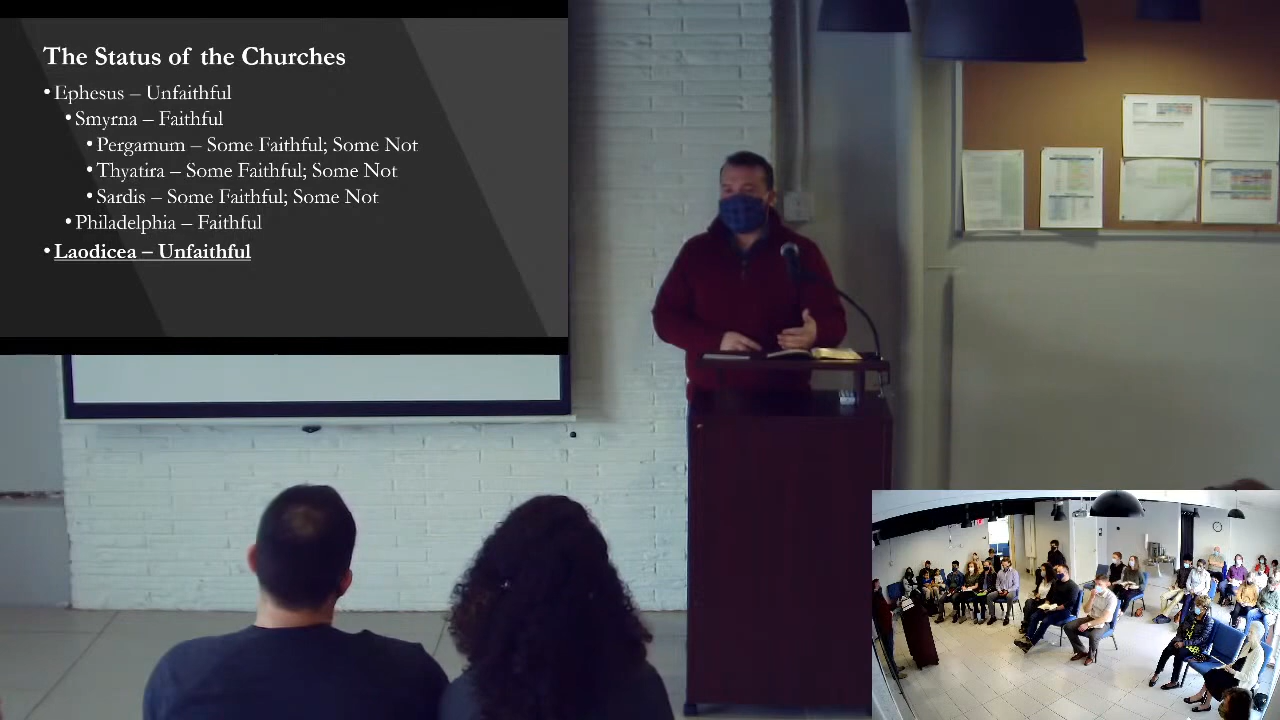 The Status of the Churches
• Ephesus – Unfaithful
• Smyrna – Faithful
• Pergamum – Some Faithful; Some Not
• Thyatira – Some Faithful; Some Not
• Sardis – Some Faithful; Some Not
• Philadelphia – Faithful
• Laodicea – Unfaithful